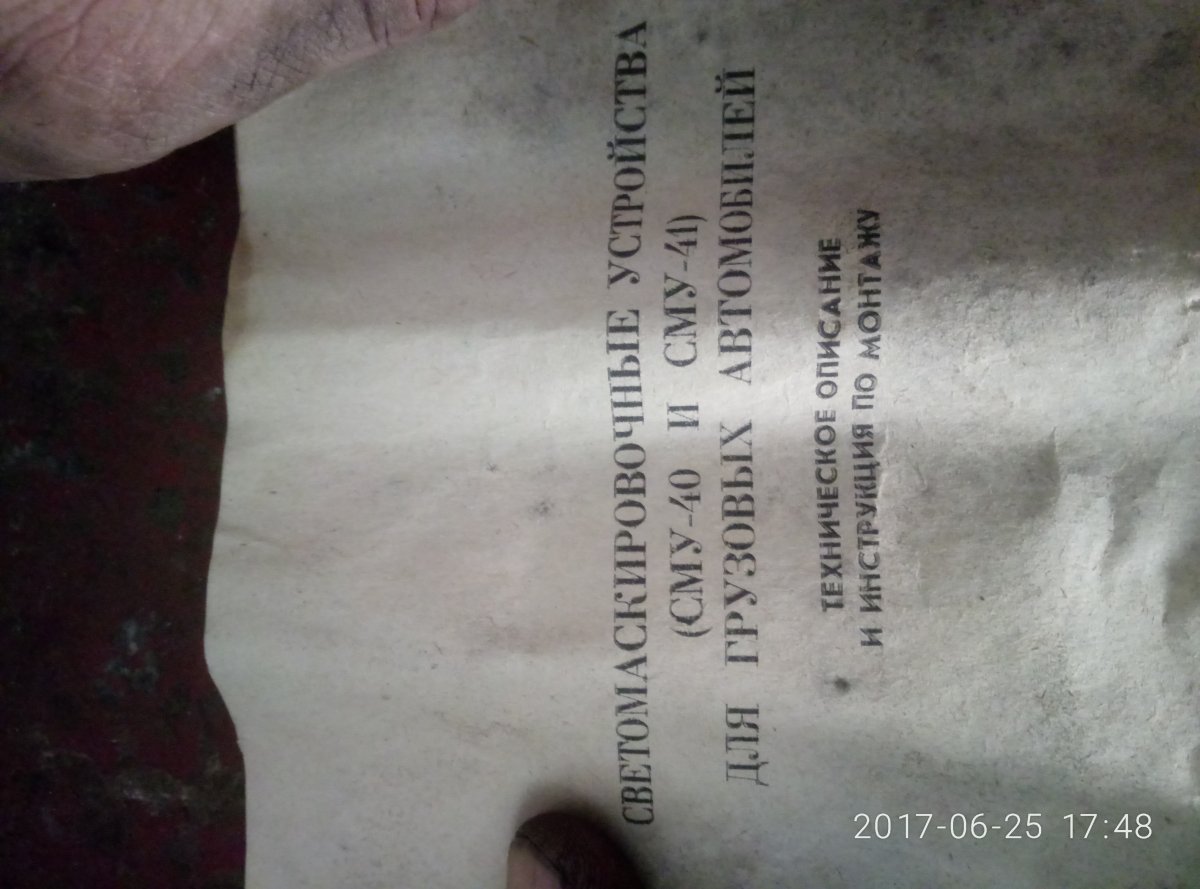 СВЕТОМАСКИРОВОЧНЫЕ УСТРОЙСТВА
(СМУ-40 И СМУ-41)
ДЛЯ ГРУЗОВЫХ АВТОМОБИЛЕЙ
ТЕХНИЧЕСКОЕ ОПИСАНИЕ
И ИНСТРУКЦИЯ ПО МОНТАЖУ
2017-06-25 17:48